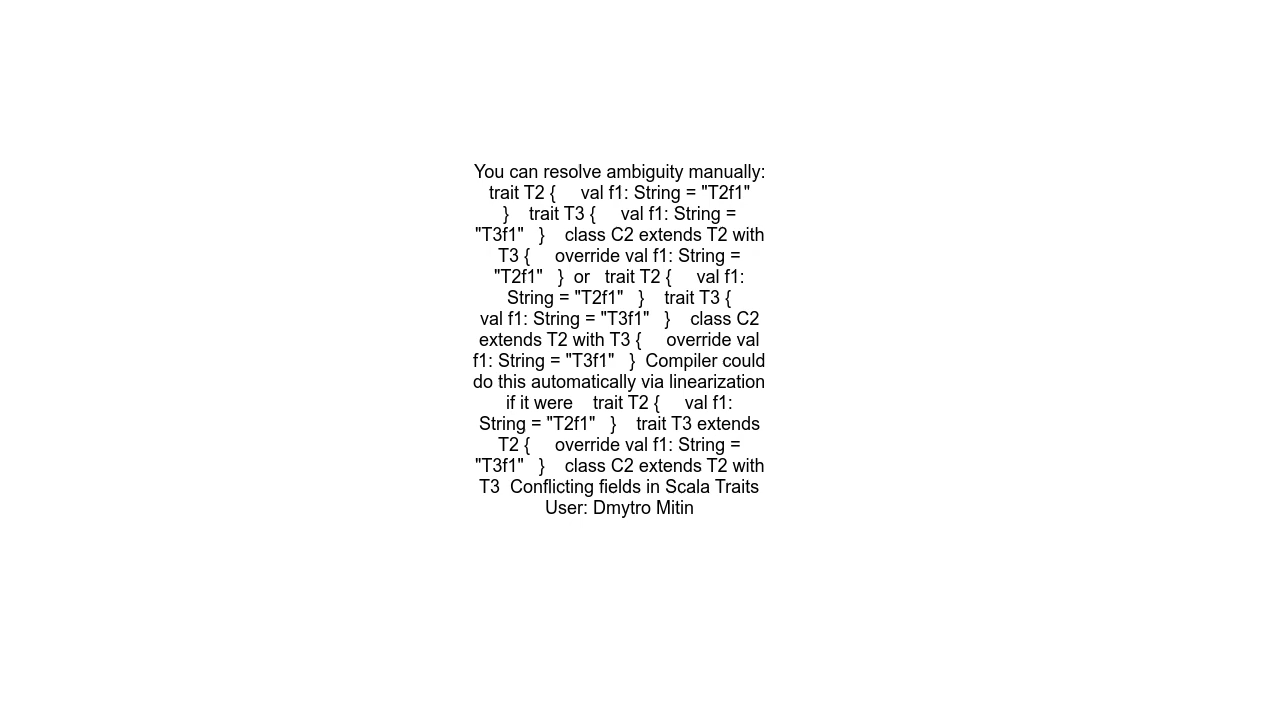 You can resolve ambiguity manually:
trait T2 {     val f1: String = "T2f1"
}    trait T3 {     val f1: String =
"T3f1"   }    class C2 extends T2 with
T3 {     override val f1: String =
"T2f1"   }  or   trait T2 {     val f1:
String = "T2f1"   }    trait T3 {
val f1: String = "T3f1"   }    class C2
extends T2 with T3 {     override val
f1: String = "T3f1"   }  Compiler could
do this automatically via linearization
if it were    trait T2 {     val f1:
String = "T2f1"   }    trait T3 extends
T2 {     override val f1: String =
"T3f1"   }    class C2 extends T2 with
T3  Conflicting fields in Scala Traits
User: Dmytro Mitin